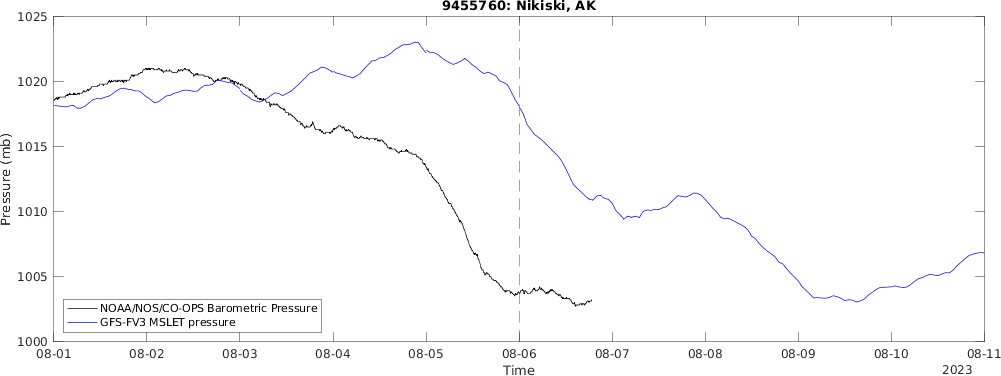 9455760: Nikiski, AK
Pressure (mb)
1025
1020
1015
1010
1005
1000
NOAA/NOS/CO-OPS Barometric Pressure
GFS-FV3 MSLET pressure
08-01 08-02 08-03 08-04 08-05 08-06 08-07 08-08 08-09 08-10 08-11
Time
2023